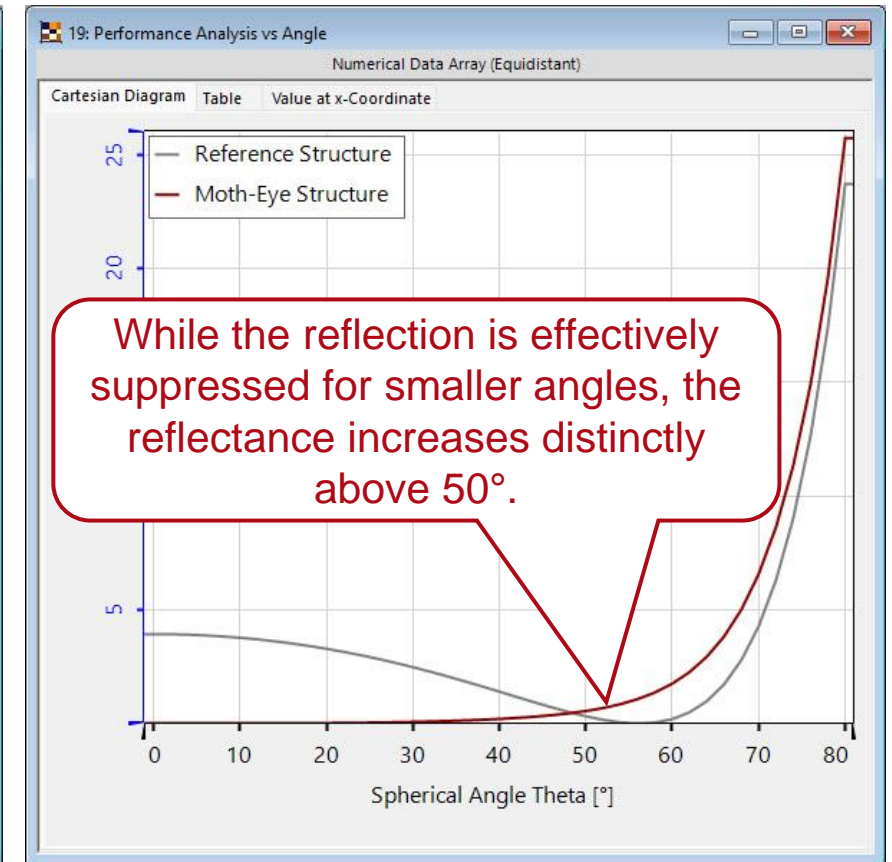 19: Performance Analysis vs Angle
Numerical Data Array (Equidistant)
Cartesian Diagram Table Value at x-Coordinate
25
Reference Structure
Moth-Eye Structure
20
While the reflection is effectively
suppressed for smaller angles, the
reflectance increases distinctly
above 50°.
5
0 10 20 30 40 50 60 70 80
Spherical Angle Theta [°]